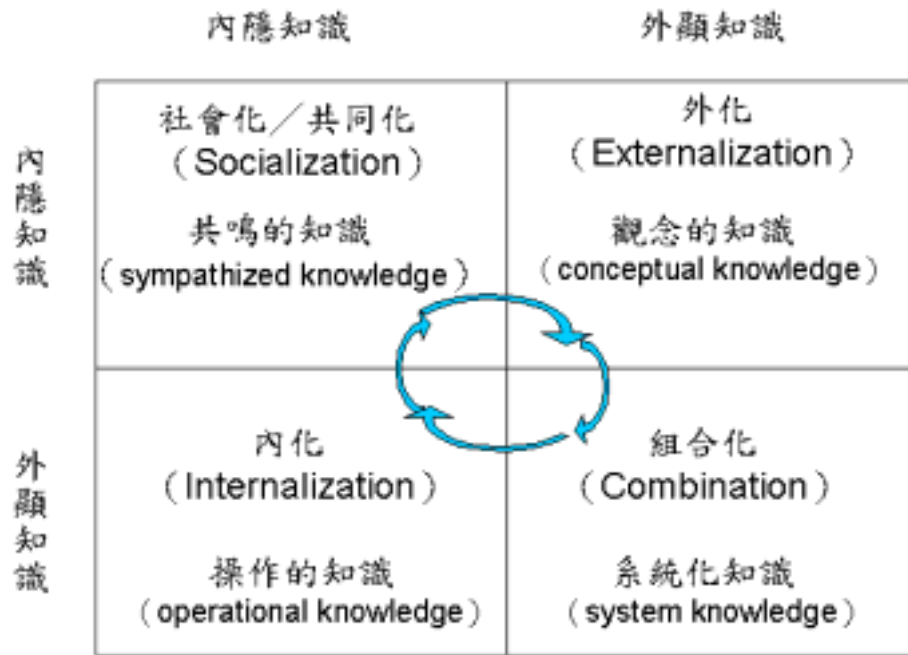 內隱知識 外顯知識
內隱知識
社會化／共同化
（Socialization）
共鳴的知識
（sympathized knowledge）
外化
（Externalization）
觀念的知識
（conceptual knowledge）
外顯知識
內化
（Internalization）
操作的知識
（operational knowledge）
組合化
（Combination）
系統化知識
（system knowledge）